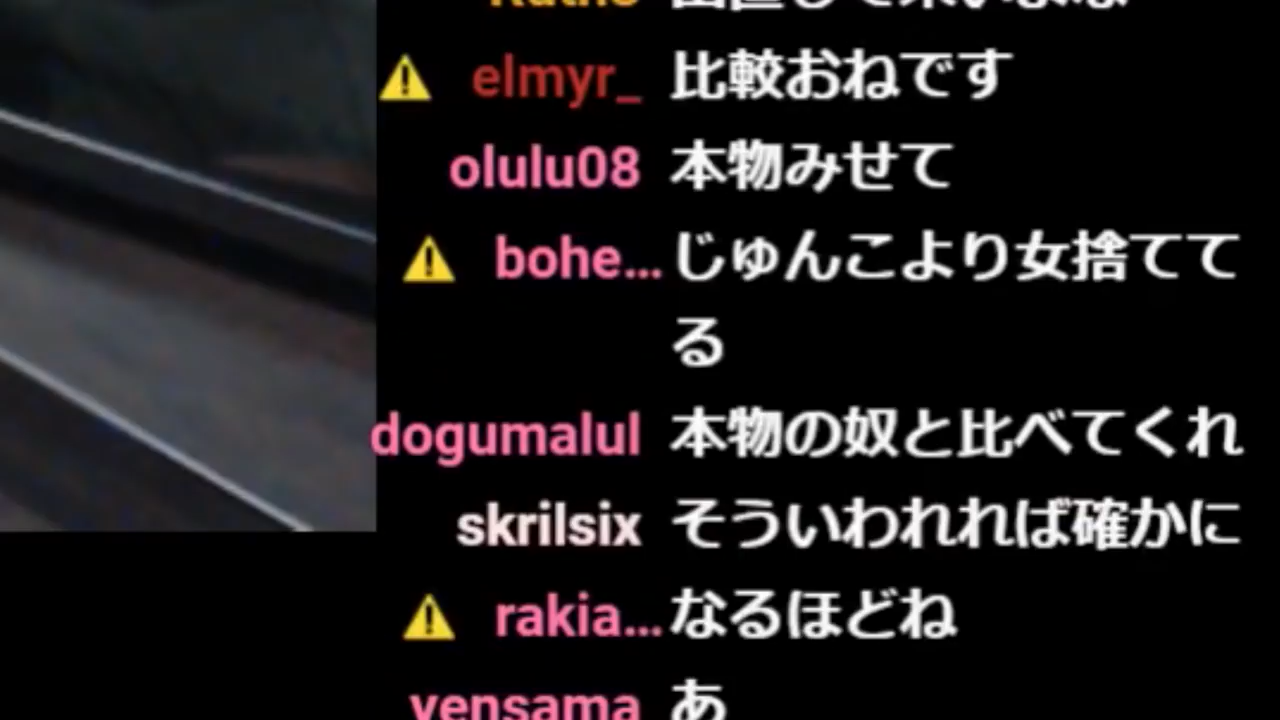 elmyr_ 比較おねです
olulu08 本物みせて
bohe… じゅんこより女捨てて
る
dogumalul 本物の奴と比べてくれ
skrilsix そういわれれば確かに
rakia… なるほどね
yensama あ